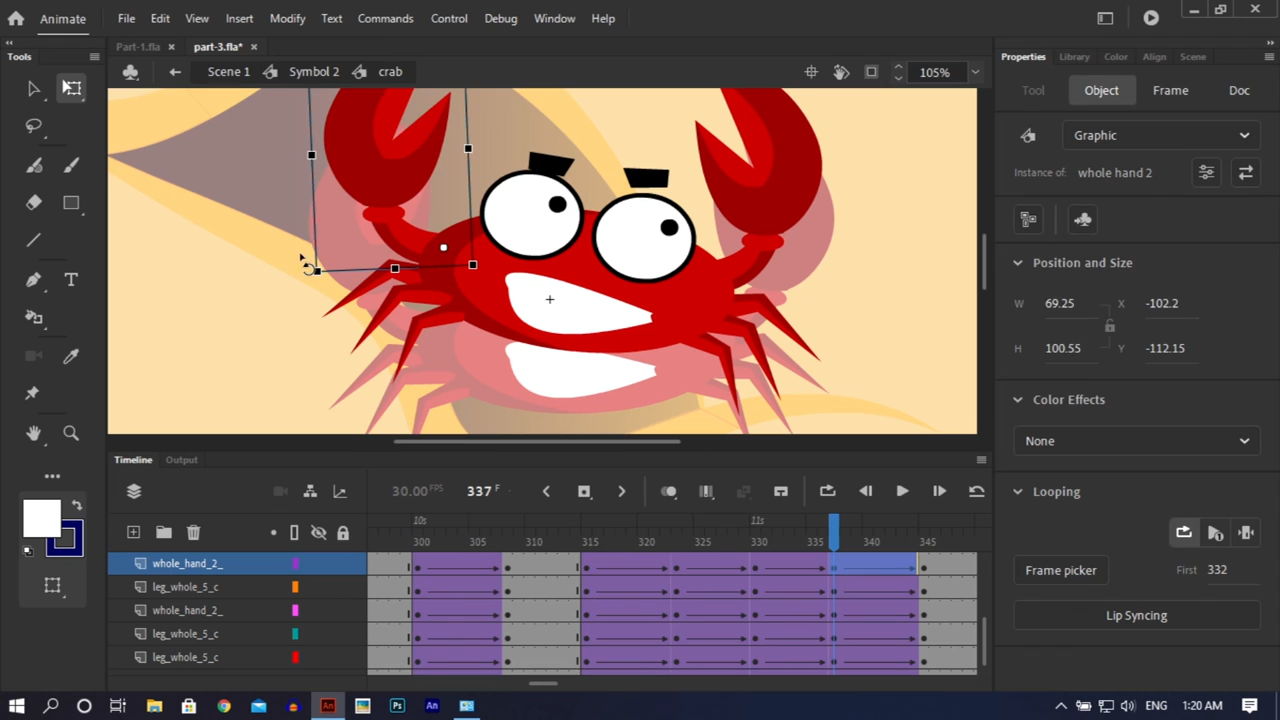 Animate File Edit View Insert Modify Text Commands Control Debug Window Help
Tools Part-1.fla part-3.fla* Properties Library Color Align Scene
Scene 1 Symbol 2 crab 105%
Tool Object Frame Doc
Graphic
Instance of: whole hand 2
T
Position and Size
W 69.25 X -102.2
H 100.55 Y -112.15
Color Effects
None
Timeline Output
30.00 FPS 337 F
Looping
10s 11s
300 305 310 315 320 325 330 335 340 345
whole_hand_2_
Frame picker First 332
leg_whole_5_c
whole_hand_2_
Lip Syncing
leg_whole_5_c
leg_whole_5_c
An Ps An ENG 1:20 AM